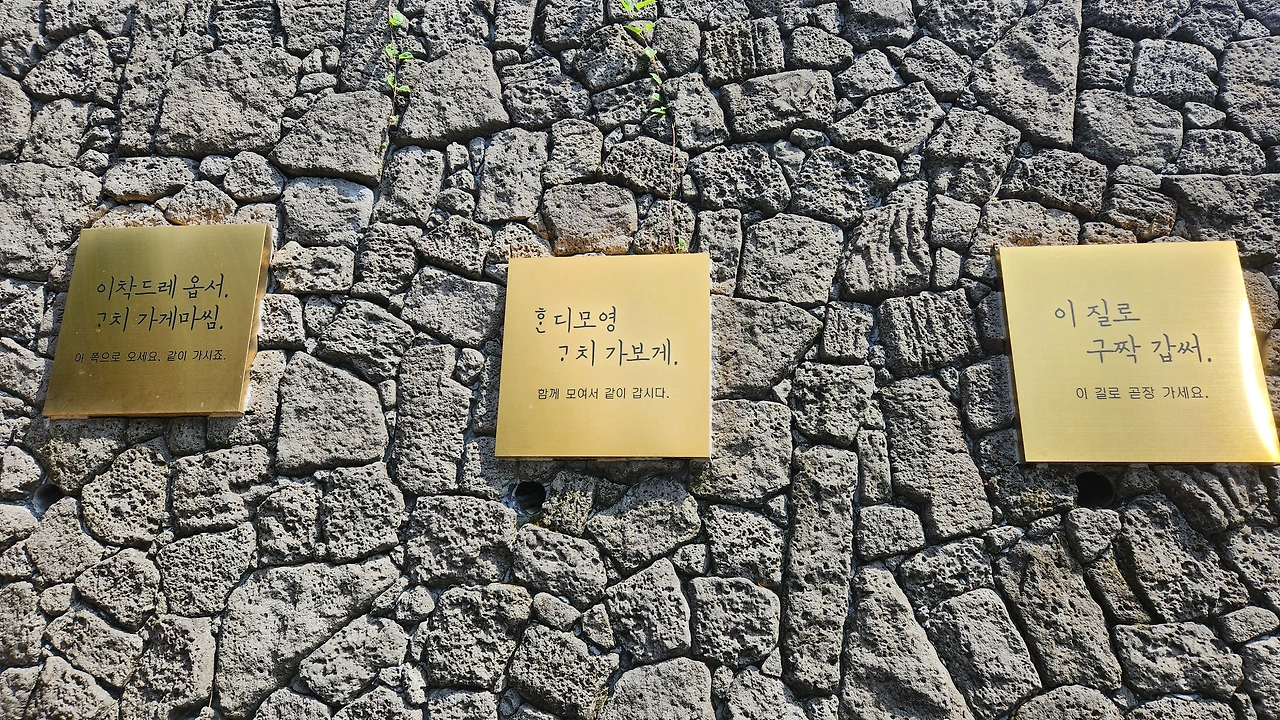 이착드레 옵서.
ᄀᆞ치 가게마씸.
이 쪽으로 오세요. 같이 가시죠.
ᄒᆞᆫ디모영
ᄀᆞ치 가보게.
함께 모여서 같이 갑시다.
이 질로
구짝 갑써.
이 길로 곧장 가세요.